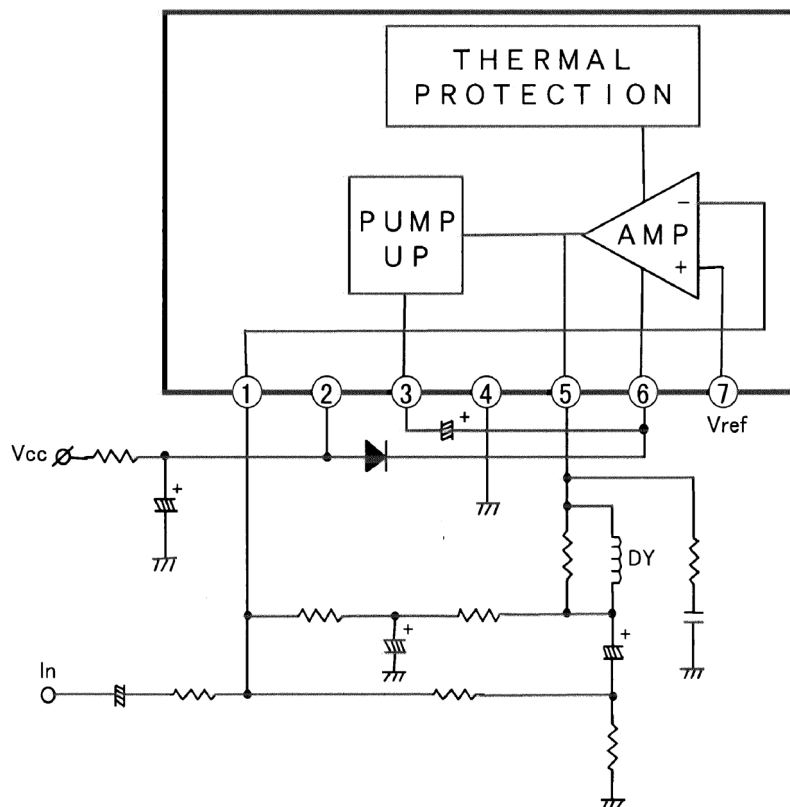 THERMAL
PROTECTION
PUMP
UP
AMP
−
+
1 2 3 4 5 6 7
Vref
+
Vcc
+
DY
+
+
In